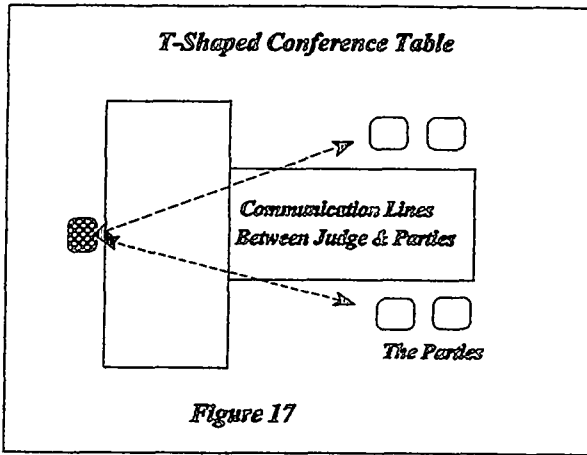 T-Shaped Conference Table
Communication Lines
Between Judge & Parties
The Parties
Figure 17